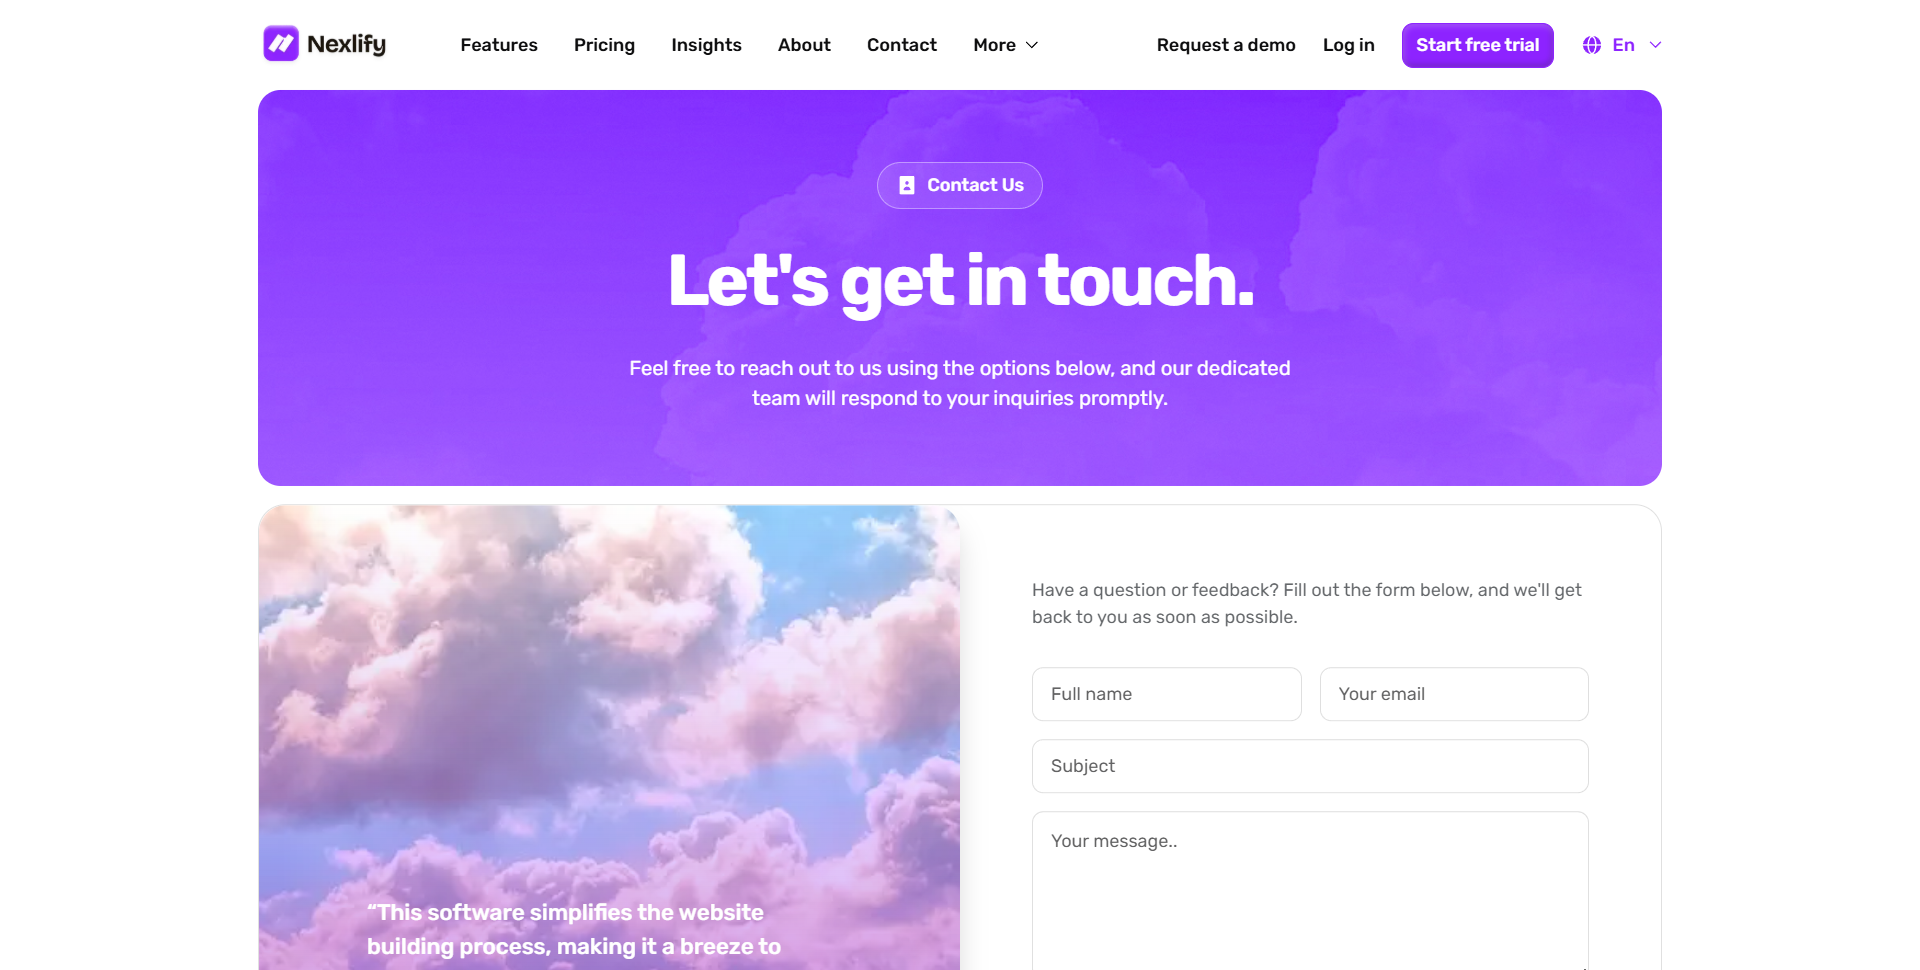 Nexlify
Features
Pricing
Insights
About
Contact
More
Request a demo
Log in
Start free trial
En
Contact Us
Let's get in touch.
Feel free to reach out to us using the options below, and our dedicated
team will respond to your inquiries promptly.
Have a question or feedback? Fill out the form below, and we'll get
back to you as soon as possible.
Full name
Your email
Subject
Your message..
“This software simplifies the website
building process, making it a breeze to